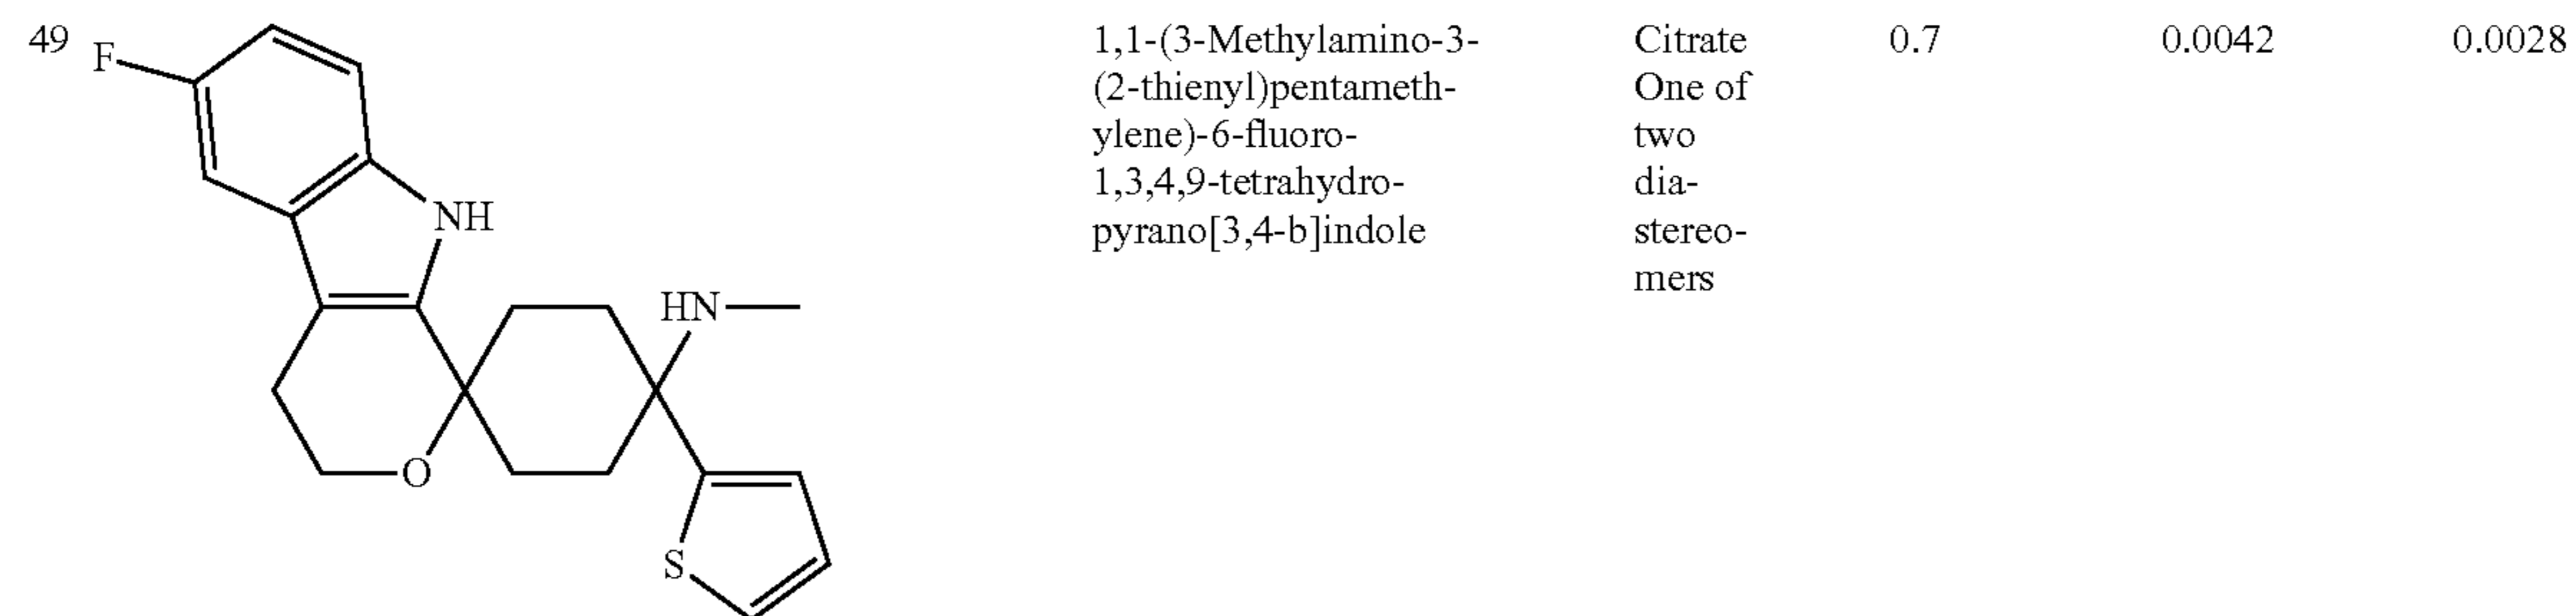 49
F
NH
HN
O
S
1,1-(3-Methylamino-3-
(2-thienyl)pentameth-
ylene)-6-fluoro-
1,3,4,9-tetrahydro-
pyrano[3,4-b]indole
Citrate
One of
two
dia-
stereo-
mers
0.7
0.0042
0.0028